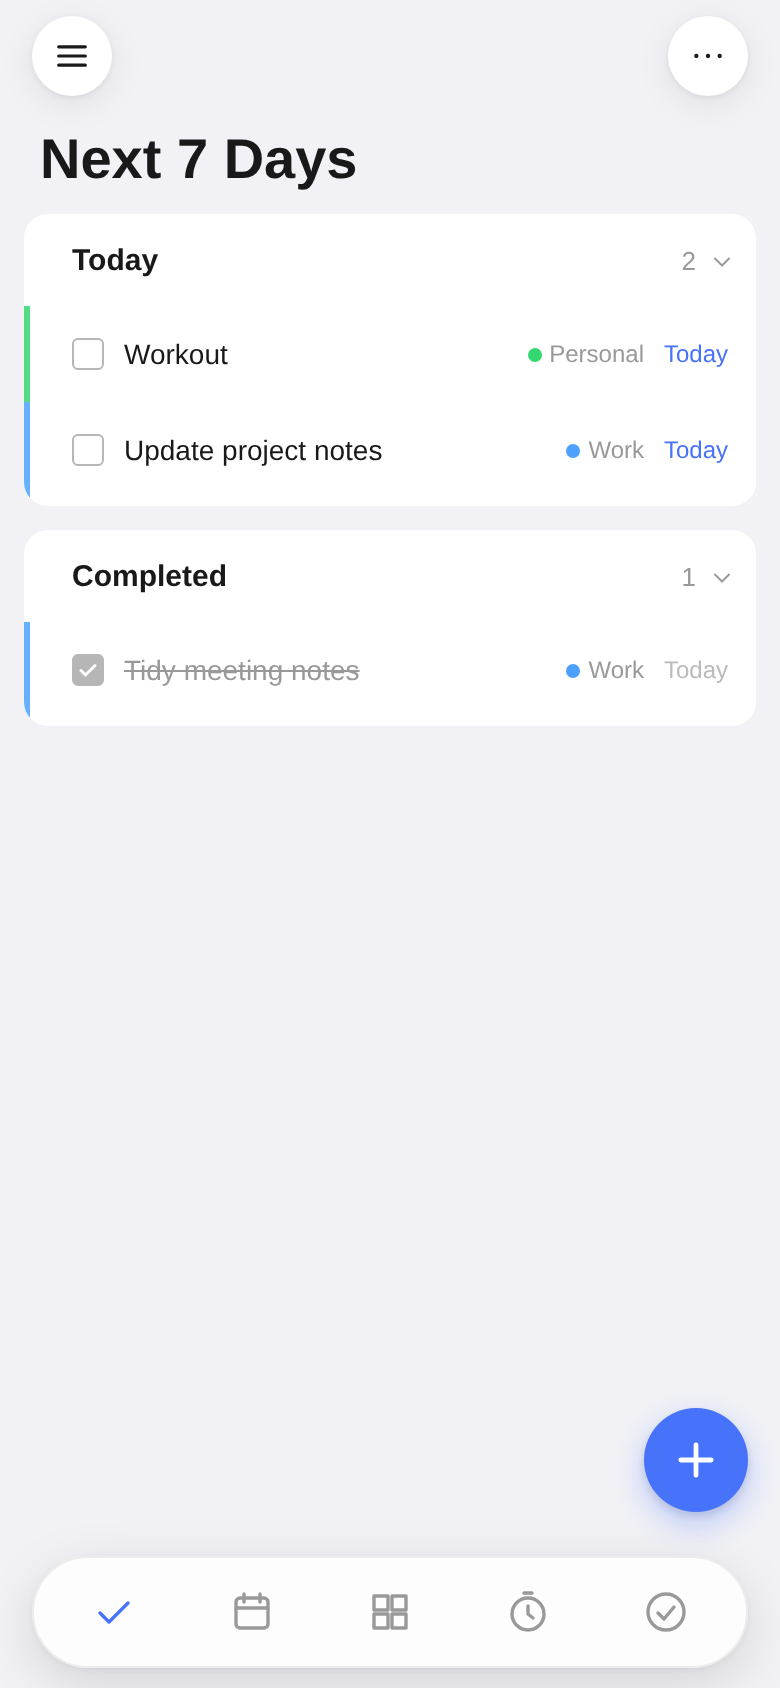 Next 7 Days
Today 2
Workout Personal Today
Update project notes Work Today
Completed 1
Tidy meeting notes Work Today